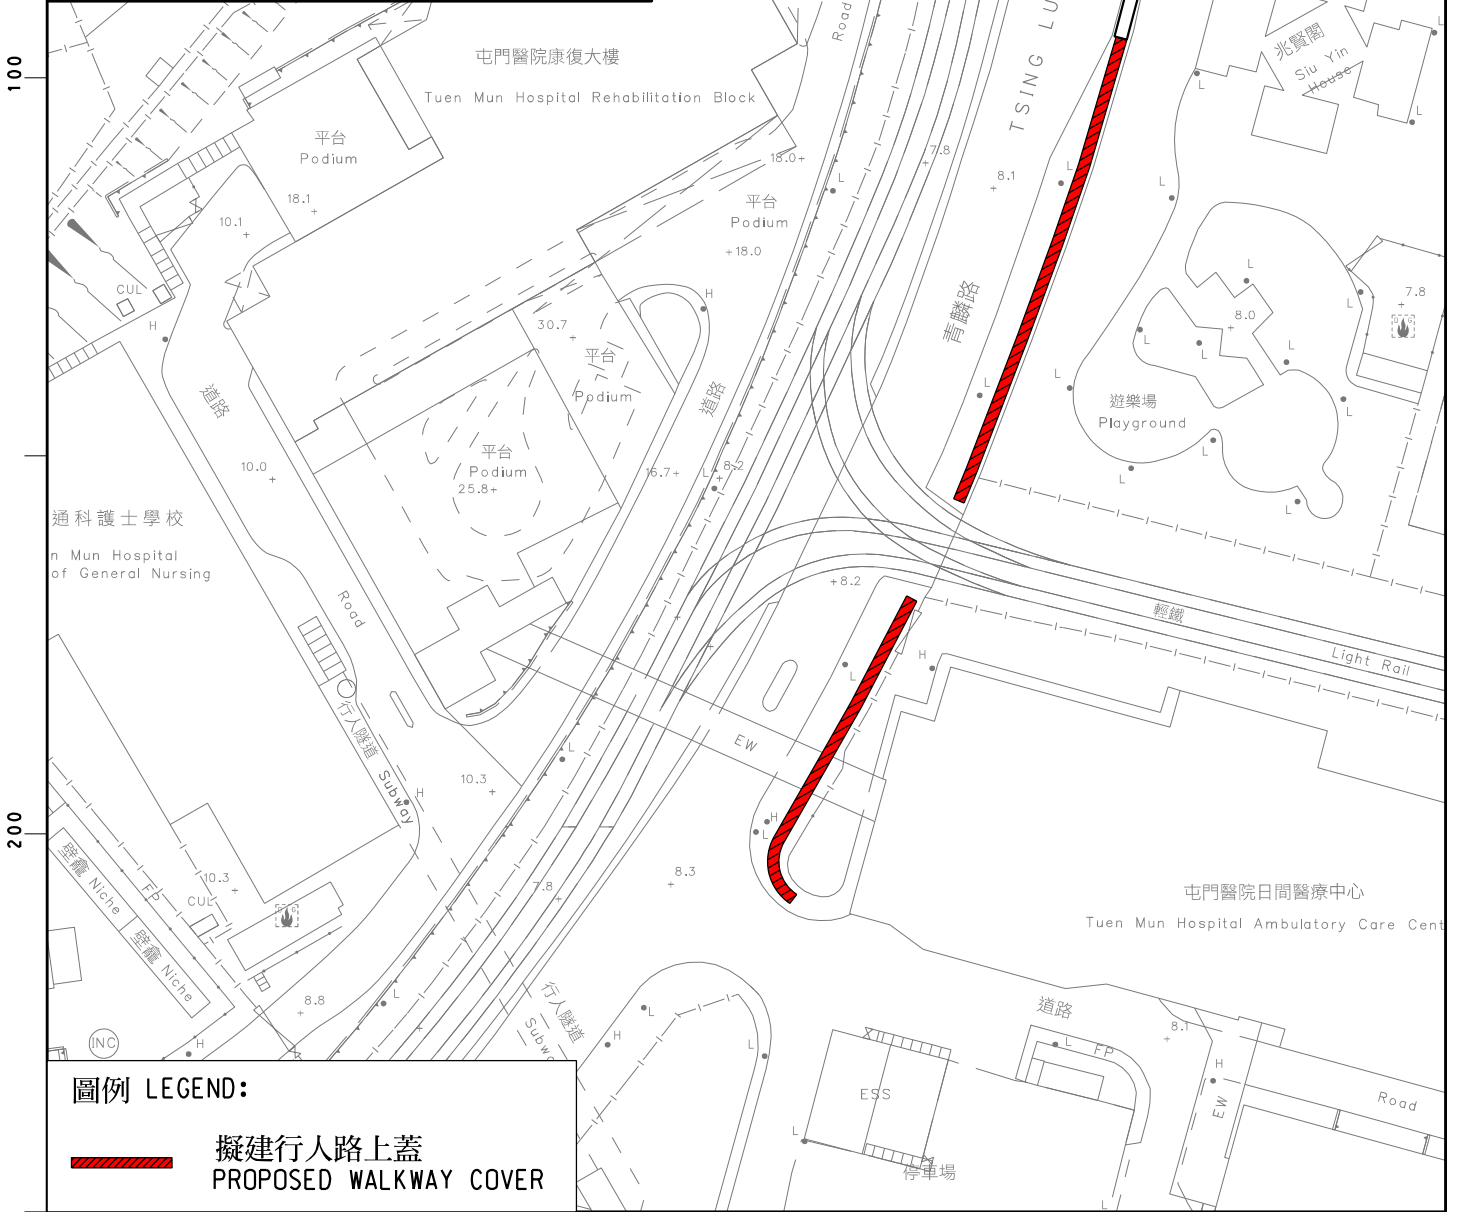 100
200
屯門醫院康復大樓
Tuen Mun Hospital Rehabilitation Block
平台
Podium
18.1
10.1
CUL
H
道路
10.0
通科護士學校
n Mun Hospital
of General Nursing
Road
18.0
平台
Podium
18.0
L
Road
TSING LU
7.8
8.1
L
兆賢閣
Siu Yin
House
L
L
L
L
30.7
平台
Podium
平台
Podium
25.8
H
道路
16.7
L
8.2
青麟路
L
L
8.0
L
L
L
L
L
L
L
L
L
遊樂場
Playground
7.8
D G
8.2
輕鐵
Light Rail
H
L
EW
H
L
行人隧道 Subway
H
10.3
L
8.3
7.8
壁龕 Niche
壁龕 Niche
FP
10.3
CUL
D G
8.8
L
INC
H
行人隧道
Subwa
H
L
L
屯門醫院日間醫療中心
Tuen Mun Hospital Ambulatory Care Cent
道路
8.1
L
FP
H
EW
Road
ESS
L
停車場
L
圖例 LEGEND:
擬建行人路上蓋
PROPOSED WALKWAY COVER